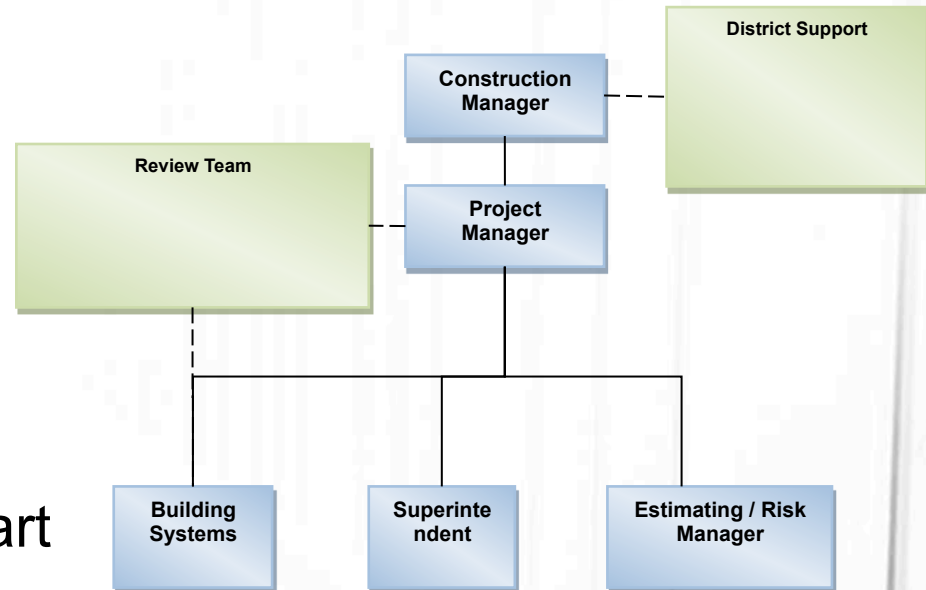 District Support
Construction
Manager
Review Team
Project
Manager
art
Building
Systems
Superinte
ndent
Estimating / Risk
Manager